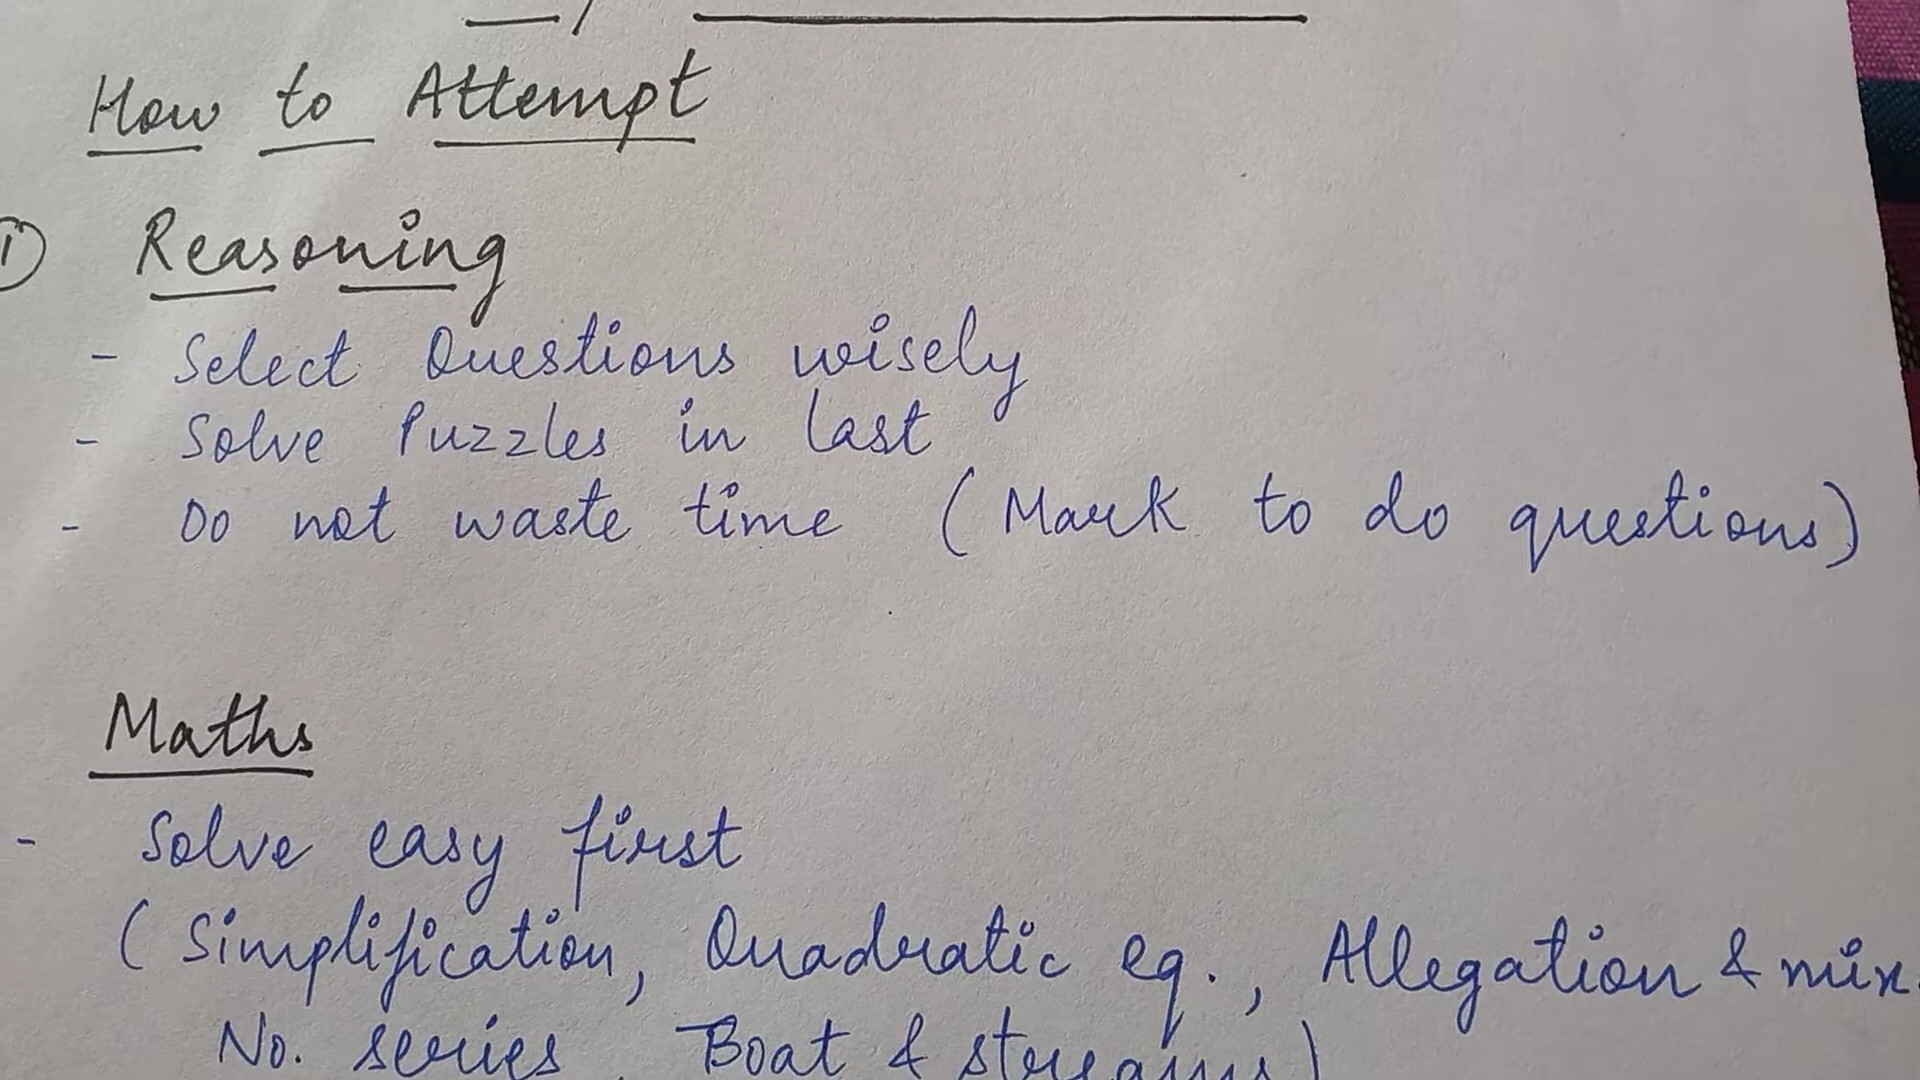 How to Attempt
① Reasoning
- Select Questions wisely
- Solve Puzzles in last
- Do not waste time (Mark to do questions)
Maths
- Solve easy first
(Simplification, Quadratic eq., Allegation & mix.
No. series, Boat & streams)